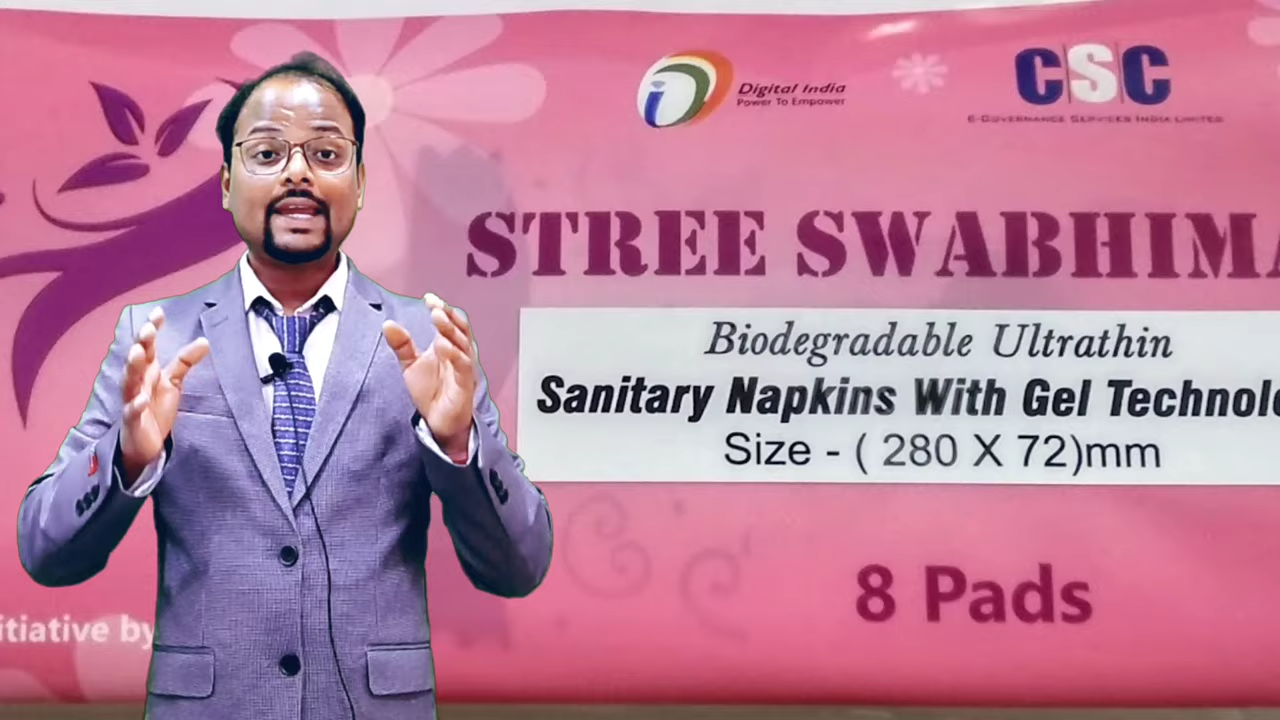 Digital India
Power To Empower
CSC
E-Governance Services India Limited
STREE SWABHIMA
Biodegradable Ultrathin
Sanitary Napkins With Gel Technolo
Size - ( 280 X 72)mm
8 Pads
itiative by